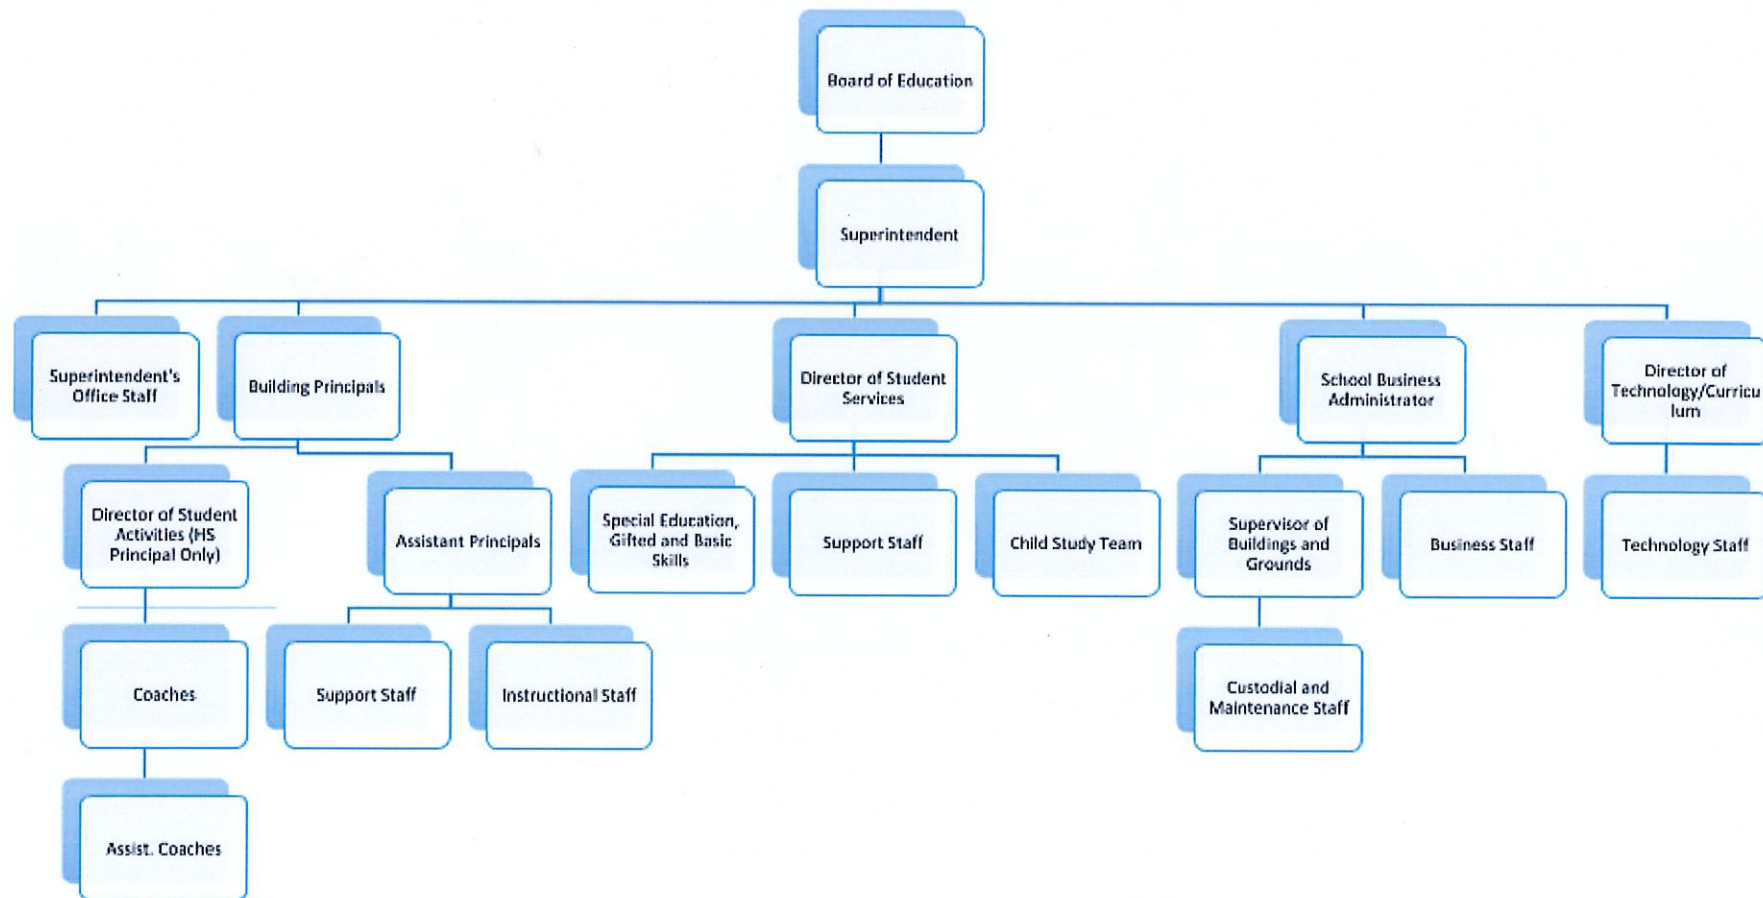 Board of Education
Superintendent
Superintendent's
Office Staff
Building Principals
Director of Student
Services
School Business
Administrator
Director of
Technology/Curricu
lum
Director of Student
Activities (HS
Principal Only)
Assistant Principals
Special Education,
Gifted and Basic
Skills
Support Staff
Child Study Team
Supervisor of
Buildings and
Grounds
Business Staff
Technology Staff
Coaches
Support Staff
Instructional Staff
Custodial and
Maintenance Staff
Assist. Coaches